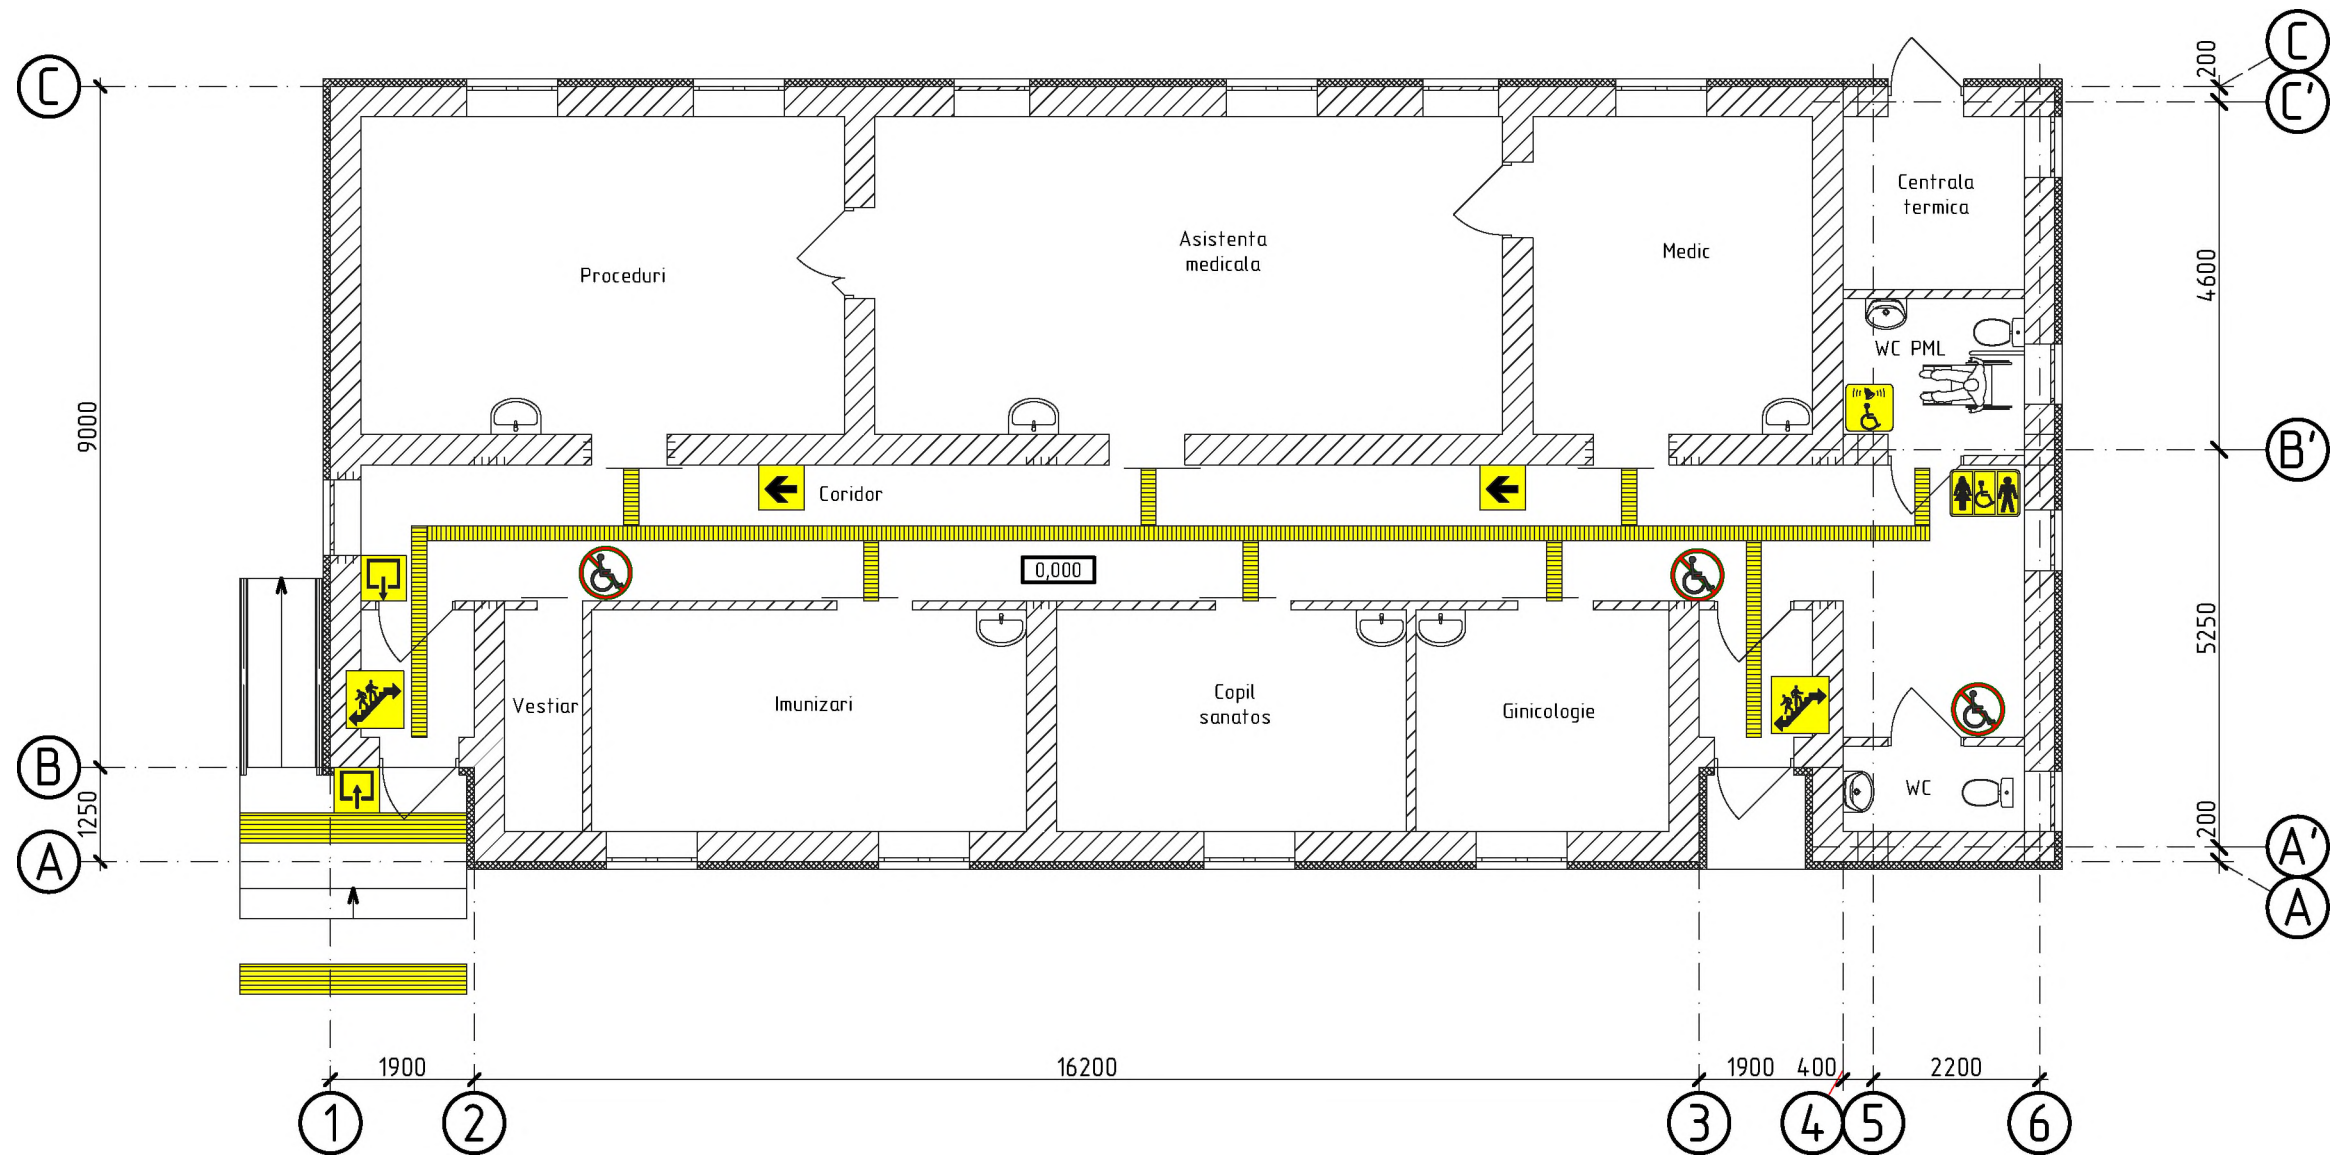 C
C
200
C'
Centrala
termica
Asistenta
medicala
Medic
Proceduri
4600
WC PML
9000
B'
Coridor
0,000
5250
Vestiar
Imunizari
Copil
sanatos
Ginicologie
B
WC
1250
200
A
A'
A
1900
16200
1900
400
2200
1
2
3
4
5
6